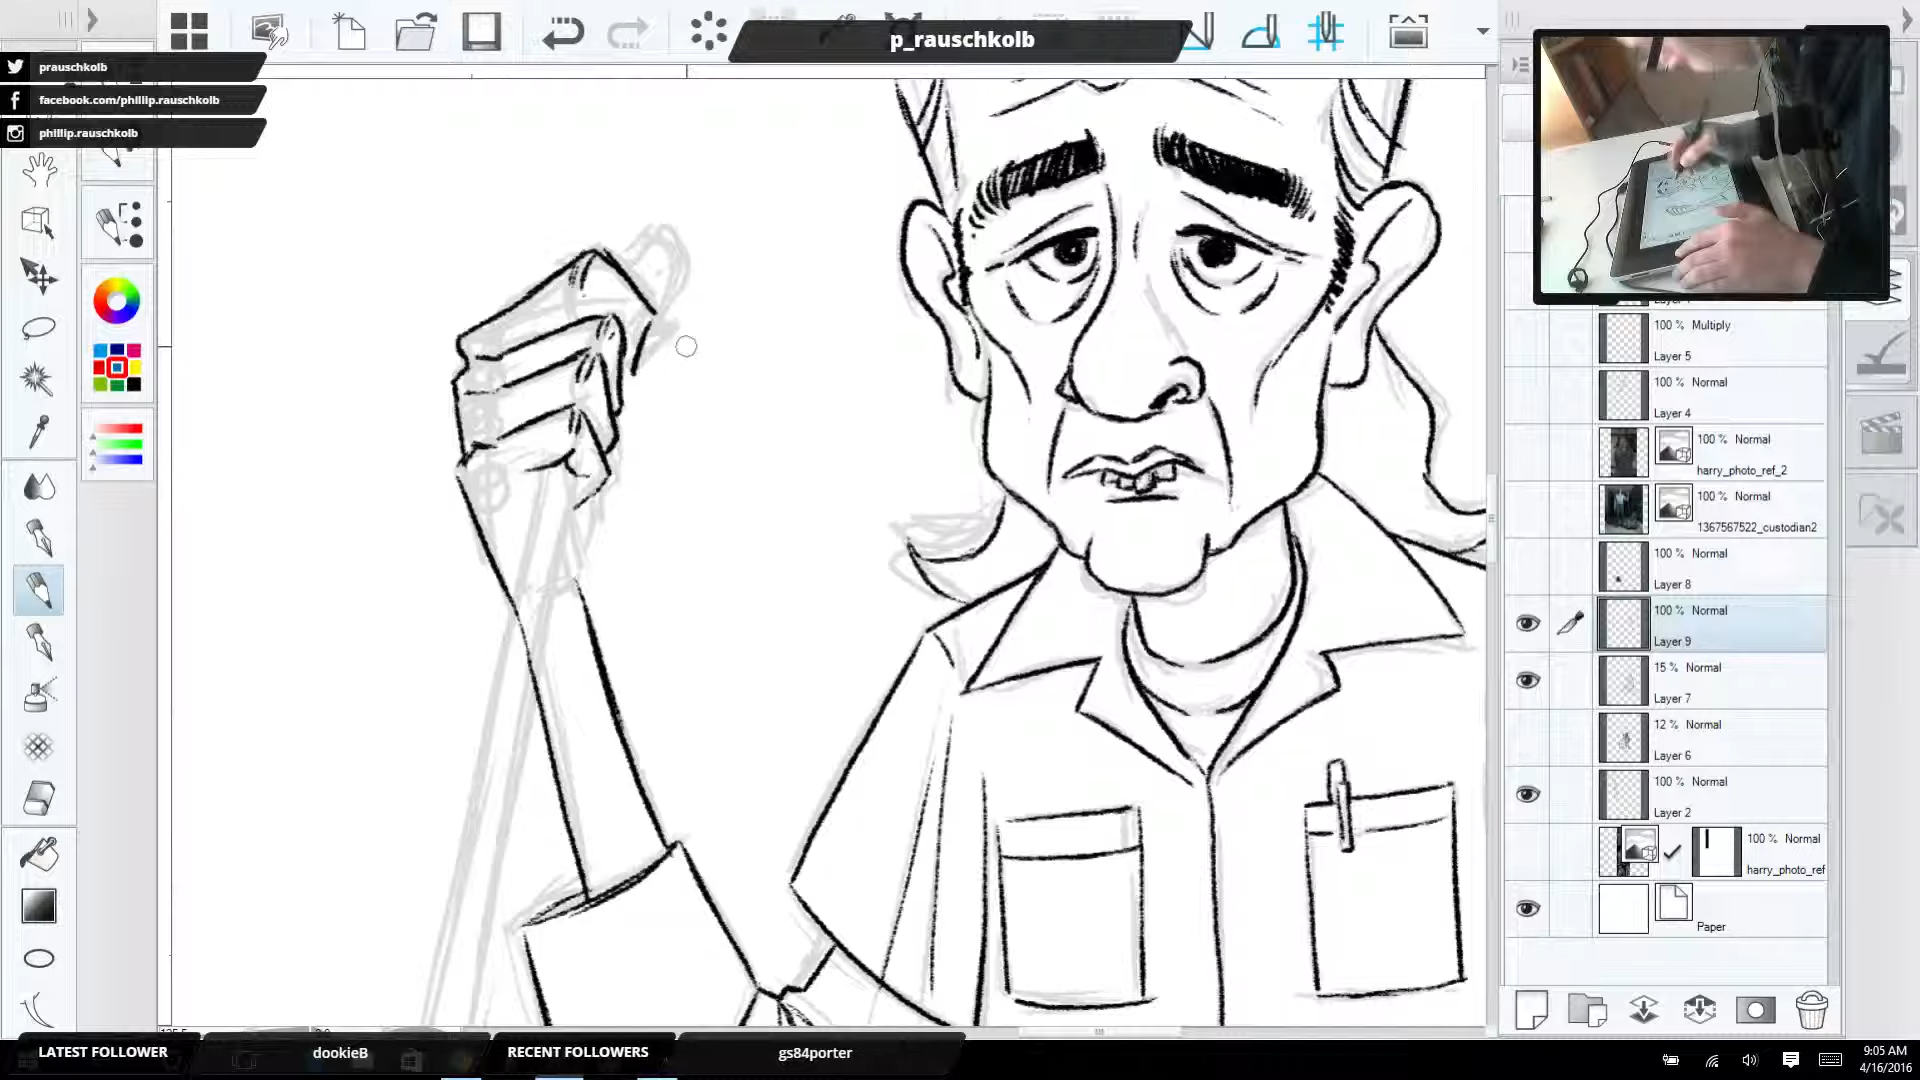 p_rauschkolb
prauschkolb
facebook.com/phillip.rauschkolb
phillip.rauschkolb
100 % Multiply
Layer 5
100 % Normal
Layer 4
100 % Normal
harry_photo_ref_2
100 % Normal
1367567522_custodian2
100 % Normal
Layer 8
100 % Normal
Layer 9
15 % Normal
Layer 7
12 % Normal
Layer 6
100 % Normal
Layer 2
100 % Normal
harry_photo_ref
Paper
LATEST FOLLOWER
dookieB
RECENT FOLLOWERS
gs84porter
9:05 AM
4/16/2016